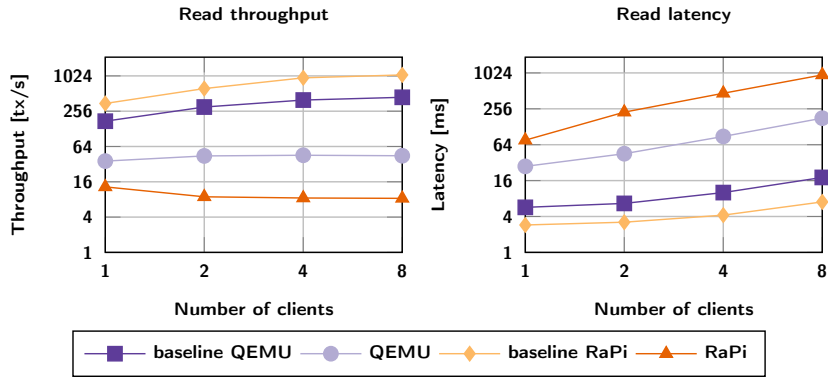 Read throughput
Throughput [tx/s]
1024
256
64
16
4
1
1 2 4 8
Number of clients
Read latency
Latency [ms]
1024
256
64
16
4
1
1 2 4 8
Number of clients
baseline QEMU QEMU baseline RaPi RaPi